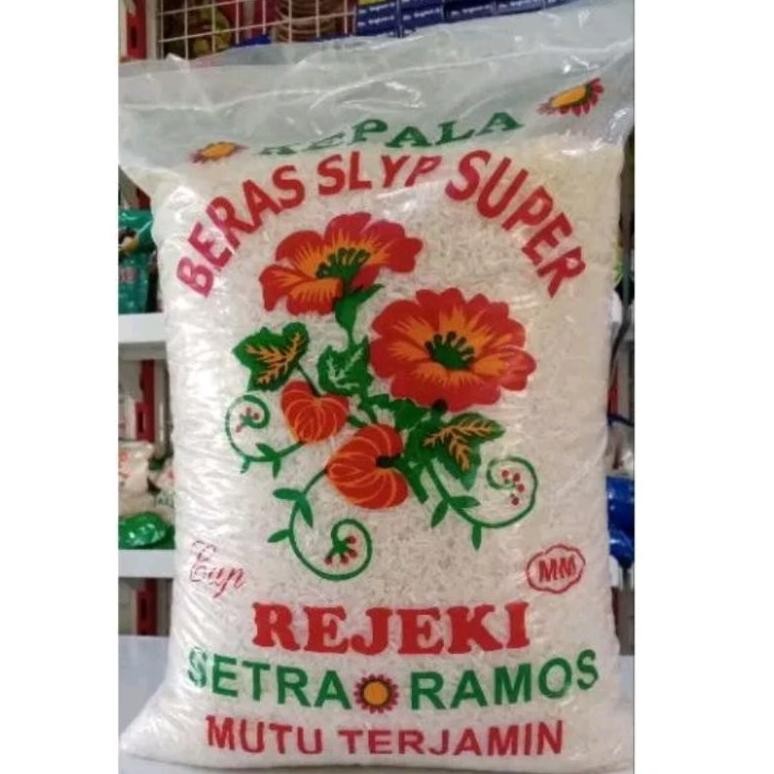 KEPALA
BERAS SLYP SUPER
Cap
MM
REJEKI
SETRA RAMOS
MUTU TERJAMIN